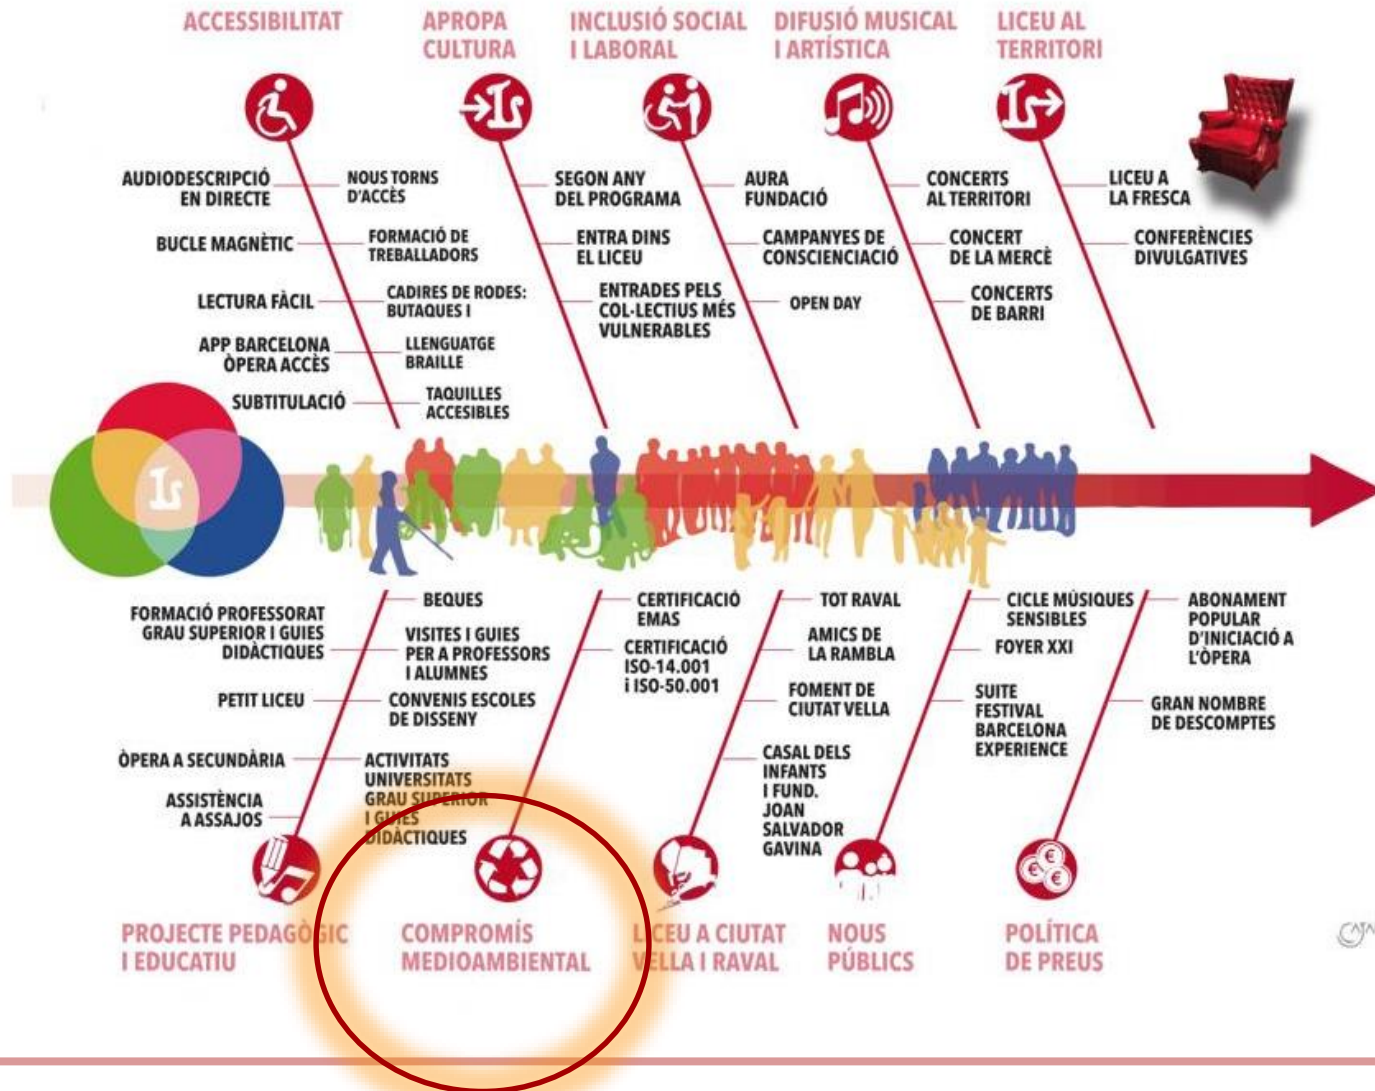 ACCESSIBILITAT
APROPA
CULTURA
INCLUSIÓ SOCIAL
I LABORAL
DIFUSIÓ MUSICAL
I ARTÍSTICA
LICEU AL
TERRITORI
AUDIODESCRIPCIÓ
EN DIRECTE
BUCLE MAGNÈTIC
LECTURA FÀCIL
APP BARCELONA
ÒPERA ACCÈS
SUBTITULACIÓ
NOUS TORNS
D'ACCÈS
FORMACIÓ DE
TREBALLADORS
CADIRES DE RODES:
BUTAQUES I
LLENGUATGE
BRAILLE
TAQUILLES
ACCESIBLES
SEGON ANY
DEL PROGRAMA
ENTRA DINS
EL LICEU
ENTRADES PELS
COL·LECTIUS MÉS
VULNERABLES
AURA
FUNDACIÓ
CAMPANYES DE
CONSCIENCIACIÓ
OPEN DAY
CONCERTS
AL TERRITORI
CONCERT
DE LA MERCÈ
CONCERTS
DE BARRI
LICEU A
LA FRESCA
CONFERÈNCIES
DIVULGATIVES
FORMACIÓ PROFESSORAT
GRAU SUPERIOR I GUIES
DIDÀCTIQUES
PETIT LICEU
ÒPERA A SECUNDÀRIA
ASSISTÈNCIA
A ASSAJOS
BEQUES
VISITES I GUIES
PER A PROFESSORS
I ALUMNES
CONVENIS ESCOLES
DE DISSENY
ACTIVITATS
UNIVERSITATS
GRAU SUPERIOR
I GUIES
DIDÀCTIQUES
CERTIFICACIÓ
EMAS
CERTIFICACIÓ
ISO-14.001
i ISO-50.001
TOT RAVAL
AMICS DE
LA RAMBLA
FOMENT DE
CIUTAT VELLA
CASAL DELS
INFANTS
I FUND.
JOAN
SALVADOR
GAVINA
CICLE MÚSIQUES
SENSIBLES
FOYER XXI
SUITE
FESTIVAL
BARCELONA
EXPERIENCE
ABONAMENT
POPULAR
D'INICIACIÓ A
L'ÒPERA
GRAN NOMBRE
DE DESCOMPTES
PROJECTE PEDAGÒGIC
I EDUCATIU
COMPROMÍS
MEDIOAMBIENTAL
LICEU A CIUTAT
VELLA I RAVAL
NOUS
PÚBLICS
POLÍTICA
DE PREUS